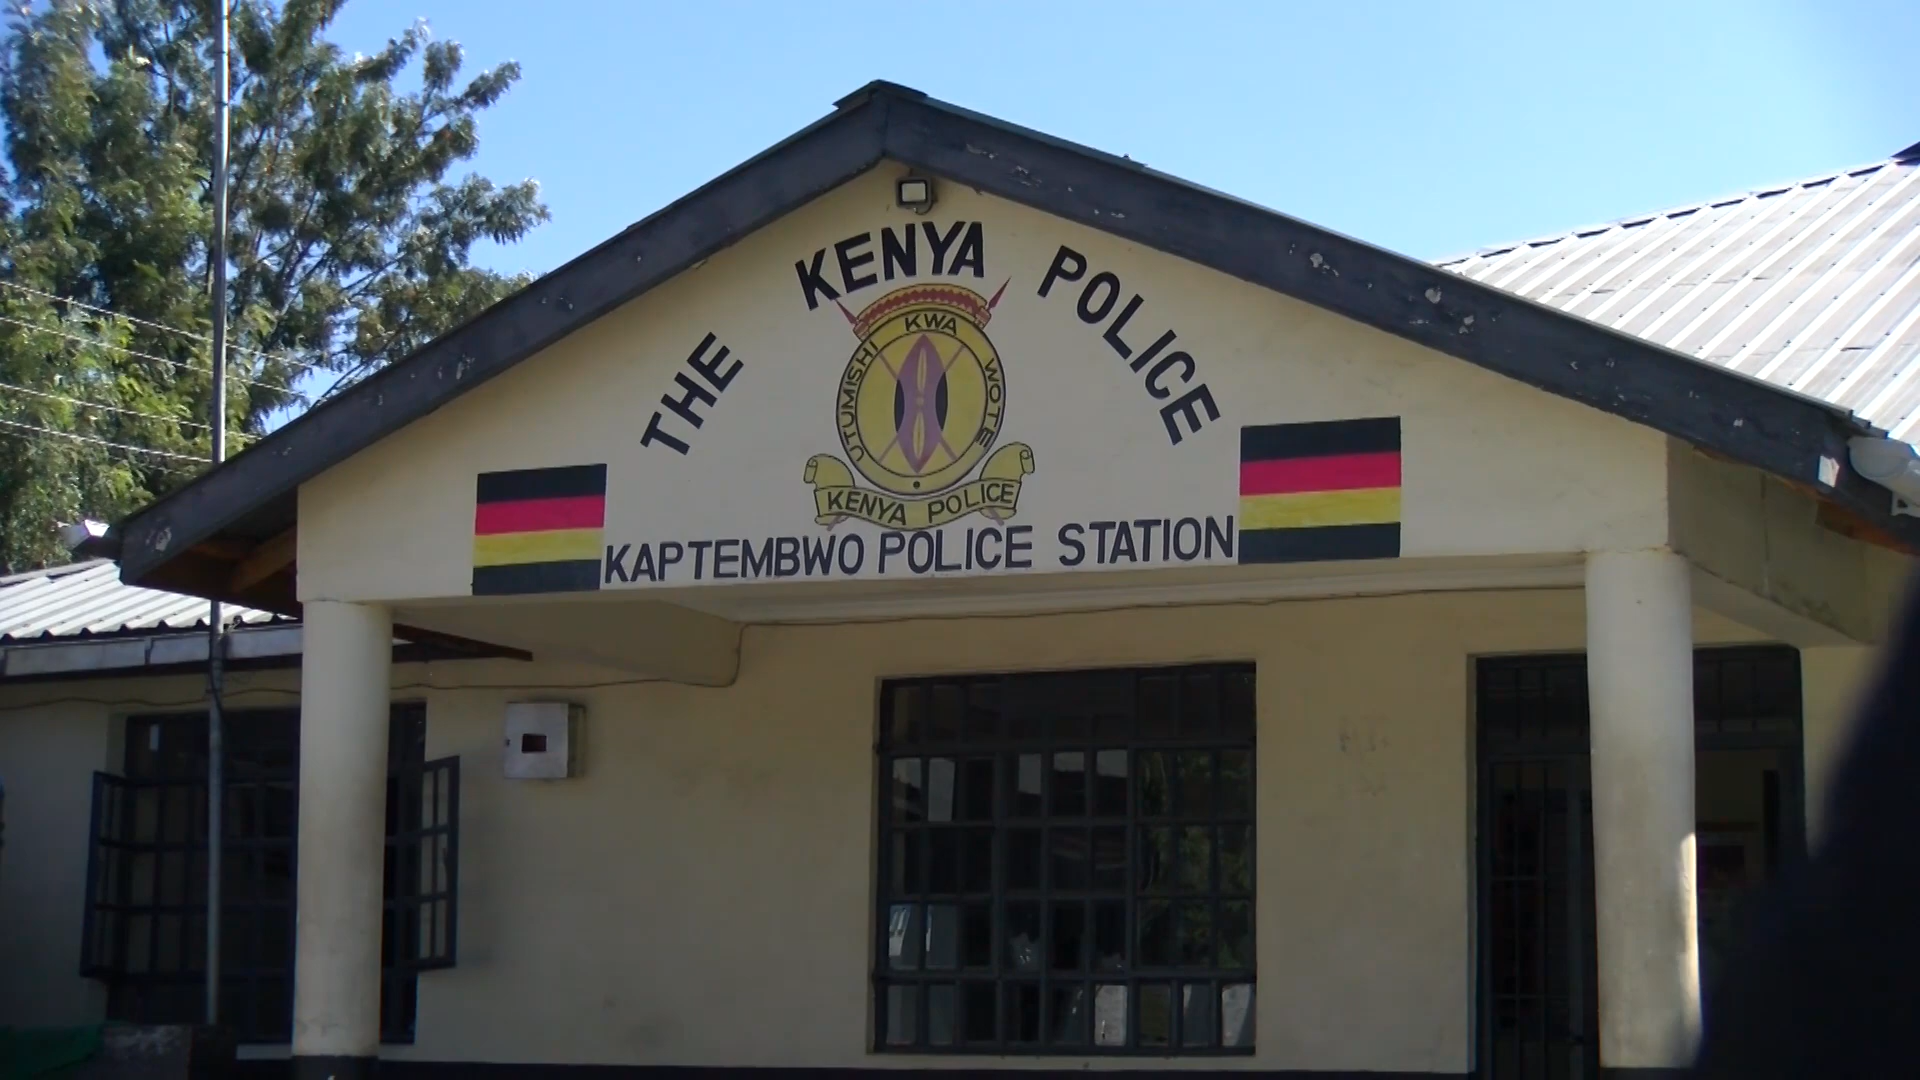 THE KENYA POLICE
UTUMISHI KWA WOTE
KENYA POLICE
KAPTEMBWO POLICE STATION